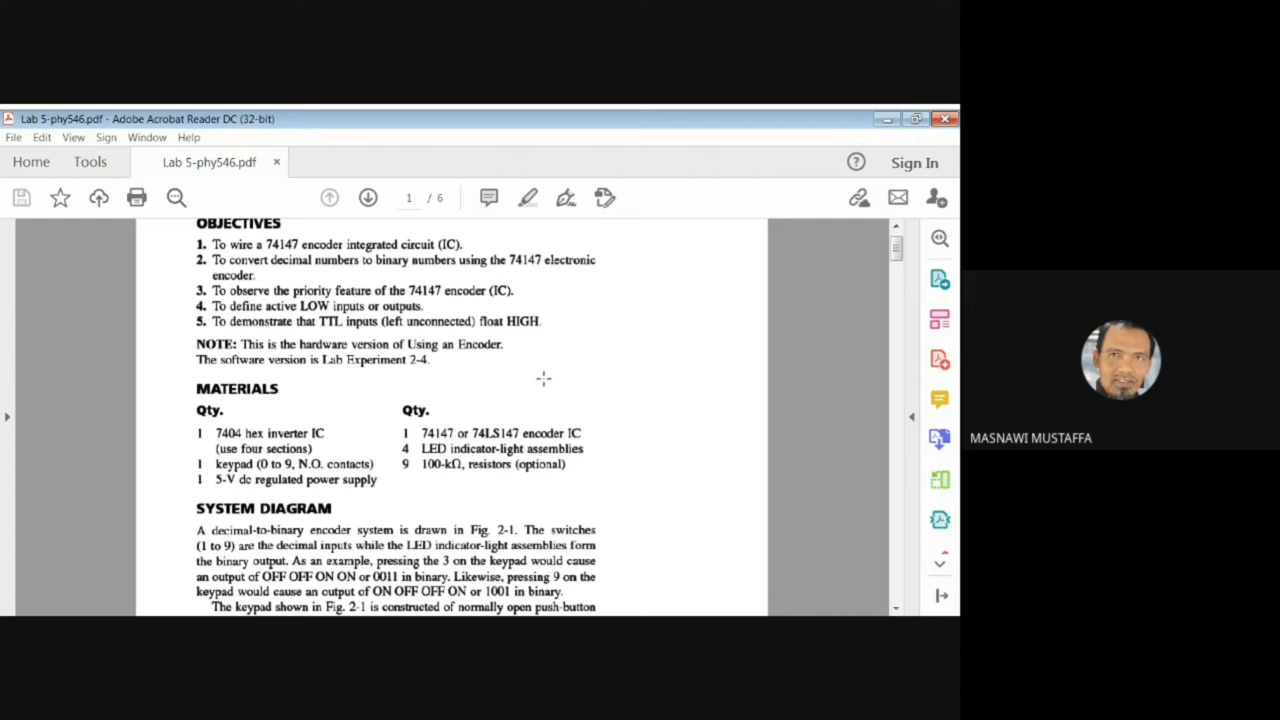 Lab 5-phy546.pdf - Adobe Acrobat Reader DC (32-bit)
File Edit View Sign Window Help
Home Tools Lab 5-phy546.pdf × ? Sign In
1 / 6
OBJECTIVES
1. To wire a 74147 encoder integrated circuit (IC).
2. To convert decimal numbers to binary numbers using the 74147 electronic
encoder.
3. To observe the priority feature of the 74147 encoder (IC).
4. To define active LOW inputs or outputs.
5. To demonstrate that TTL inputs (left unconnected) float HIGH.
NOTE: This is the hardware version of Using an Encoder.
The software version is Lab Experiment 2-4.
MATERIALS
Qty. Qty.
1 7404 hex inverter IC 1 74147 or 74LS147 encoder IC
(use four sections) 4 LED indicator-light assemblies
1 keypad (0 to 9, N.O. contacts) 9 100-kΩ, resistors (optional)
1 5-V dc regulated power supply
SYSTEM DIAGRAM
A decimal-to-binary encoder system is drawn in Fig. 2-1. The switches
(1 to 9) are the decimal inputs while the LED indicator-light assemblies form
the binary output. As an example, pressing the 3 on the keypad would cause
an output of OFF OFF ON ON or 0011 in binary. Likewise, pressing 9 on the
keypad would cause an output of ON OFF OFF ON or 1001 in binary.
The keypad shown in Fig. 2-1 is constructed of normally open push-button
MASNAWI MUSTAFFA